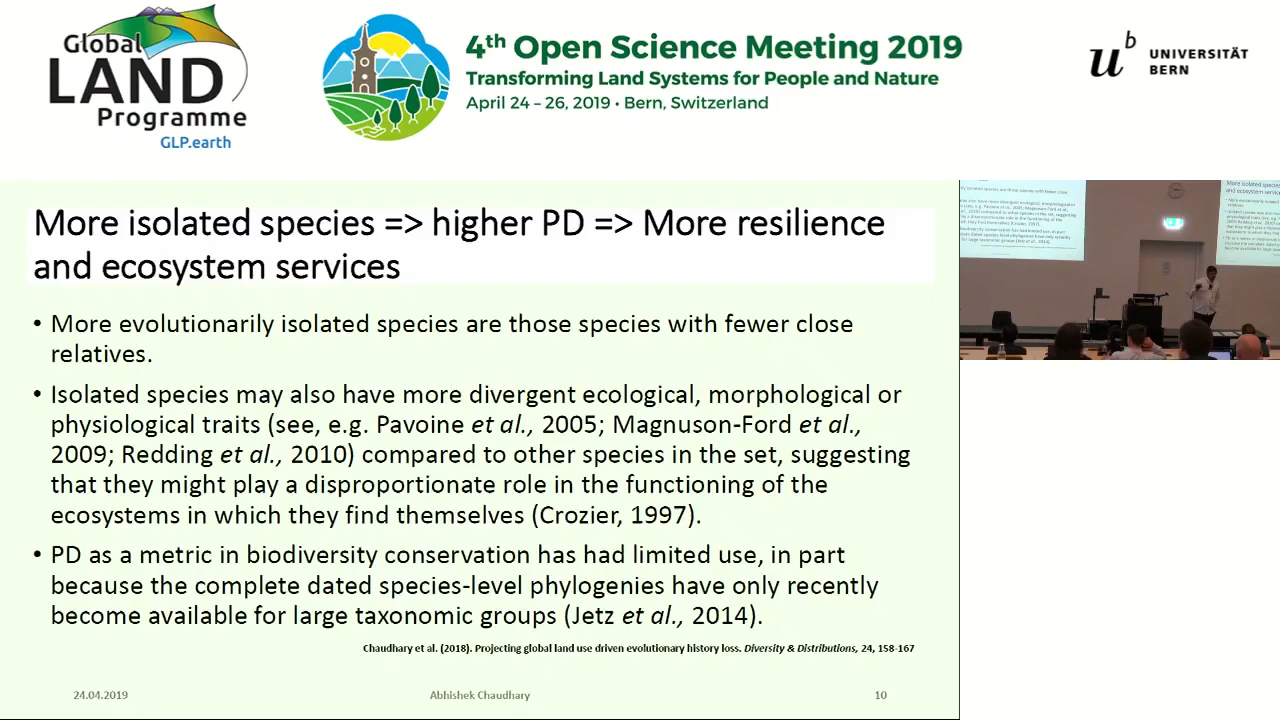 Global
LAND
Programme
GLP.earth
4th Open Science Meeting 2019
Transforming Land Systems for People and Nature
April 24 – 26, 2019 • Bern, Switzerland
u
b
UNIVERSITÄT
BERN
More isolated species => higher PD => More resilience
and ecosystem services
• More evolutionarily isolated species are those species with fewer close
relatives.
• Isolated species may also have more divergent ecological, morphological or
physiological traits (see, e.g. Pavoine et al., 2005; Magnuson-Ford et al.,
2009; Redding et al., 2010) compared to other species in the set, suggesting
that they might play a disproportionate role in the functioning of the
ecosystems in which they find themselves (Crozier, 1997).
• PD as a metric in biodiversity conservation has had limited use, in part
because the complete dated species-level phylogenies have only recently
become available for large taxonomic groups (Jetz et al., 2014).
Chaudhary et al. (2018). Projecting global land use driven evolutionary history loss. Diversity & Distributions, 24, 158-167
24.04.2019
Abhishek Chaudhary
10